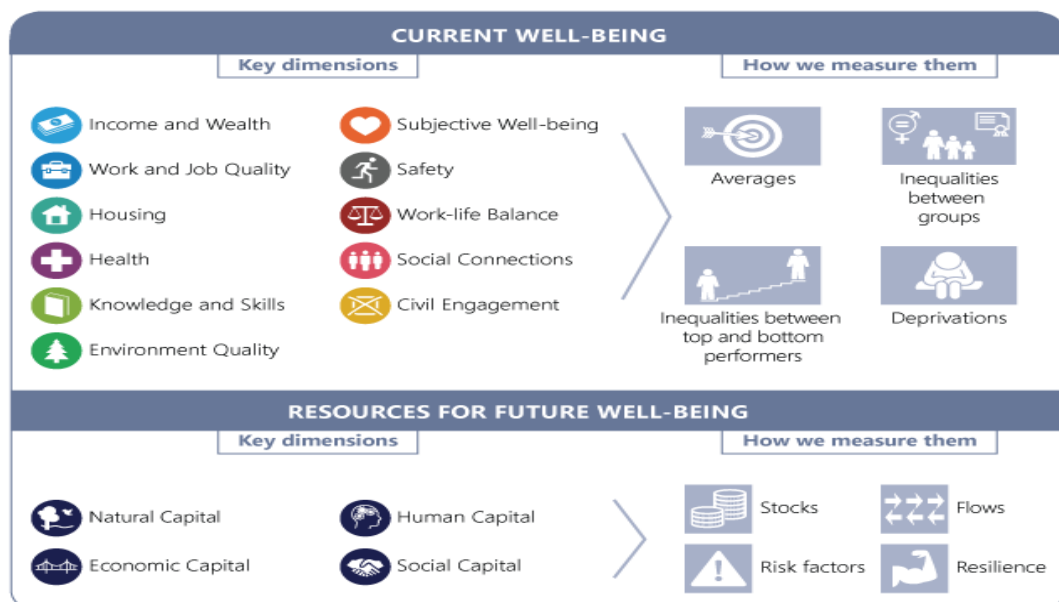 CURRENT WELL-BEING
Key dimensions
How we measure them
Income and Wealth
Work and Job Quality
Housing
Health
Knowledge and Skills
Environment Quality
Subjective Well-being
Safety
Work-life Balance
Social Connections
Civil Engagement
Averages
Inequalities
between
groups
Inequalities between
top and bottom
performers
Deprivations
RESOURCES FOR FUTURE WELL-BEING
Key dimensions
How we measure them
Natural Capital
Economic Capital
Human Capital
Social Capital
Stocks
Flows
Risk factors
Resilience